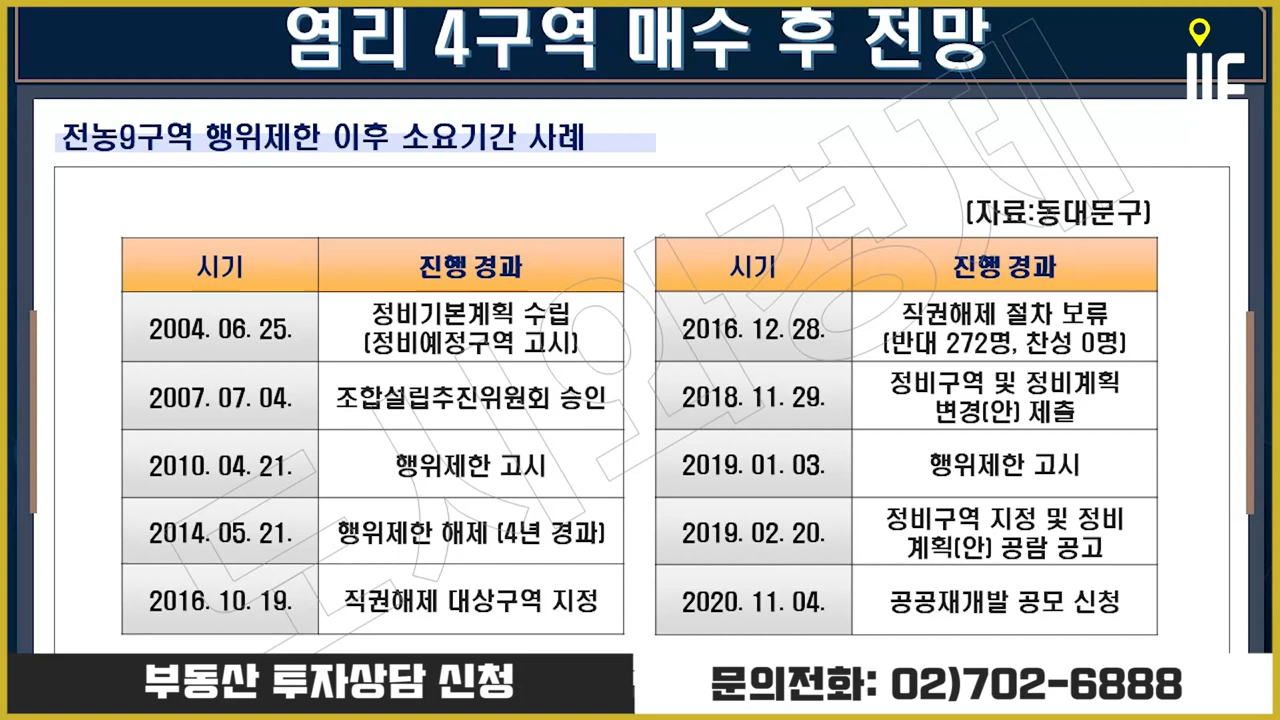 염리 4구역 매수 후 전망
전농9구역 행위제한 이후 소요기간 사례
(자료:동대문구)
시기 진행 경과
2004. 06. 25. 정비기본계획 수립
(정비예정구역 고시)
2007. 07. 04. 조합설립추진위원회 승인
2010. 04. 21. 행위제한 고시
2014. 05. 21. 행위제한 해제 (4년 경과)
2016. 10. 19. 직권해제 대상구역 지정
시기 진행 경과
2016. 12. 28. 직권해제 절차 보류
(반대 272명, 찬성 0명)
2018. 11. 29. 정비구역 및 정비계획
변경(안) 제출
2019. 01. 03. 행위제한 고시
2019. 02. 20. 정비구역 지정 및 정비
계획(안) 공람 공고
2020. 11. 04. 공공재개발 공모 신청
도시와경제
부동산 투자상담 신청
문의전화: 02)702-6888